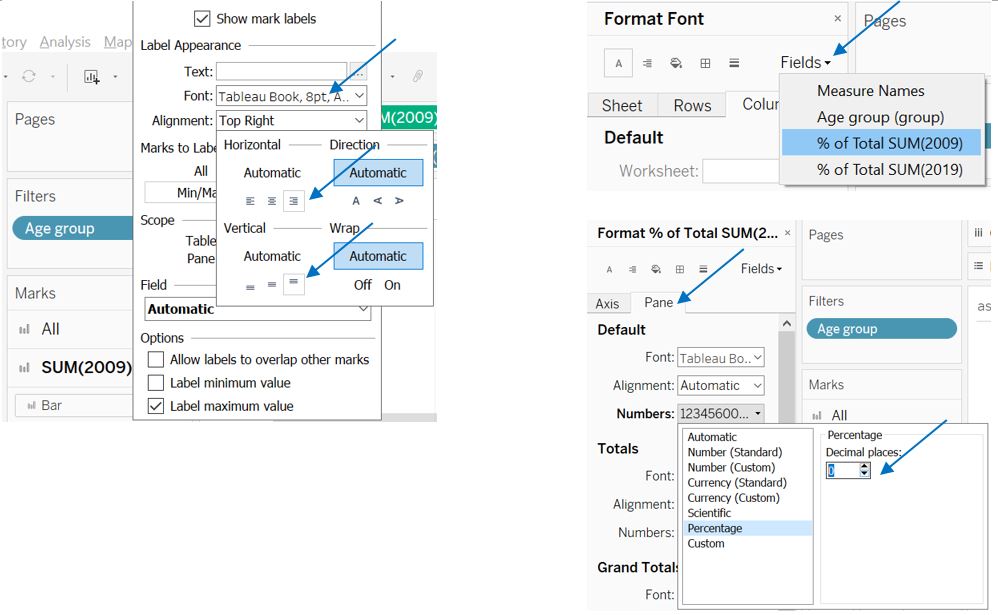 Show mark labels
tory Analysis Map
Label Appearance
Text:
...
Font: Tableau Book, 8pt, A..
Alignment: Top Right
M(2009)
Pages
Marks to Labe
All
Min/Ma
Horizontal Direction
Automatic Automatic
A A A
Vertical Wrap
Automatic Automatic
Off On
Filters
Age group
Scope
Table
Pane
Field
Automatic
Marks
All
SUM(2009)
Bar
Options
Allow labels to overlap other marks
Label minimum value
Label maximum value
Format Font × Pages
A Fields
Sheet Rows Colu
Measure Names
Age group (group)
% of Total SUM(2009)
% of Total SUM(2019)
Default
Worksheet:
Format % of Total SUM(2... × Pages
A Fields
Axis Pane
Filters
Age group
as
Default
Font: Tableau Bo..
Alignment: Automatic
Numbers: 12345600...
Marks
All
Totals
Font:
Alignment:
Numbers:
Grand Totals
Font:
Automatic
Number (Standard)
Number (Custom)
Currency (Standard)
Currency (Custom)
Scientific
Percentage
Custom
Percentage
Decimal places:
0